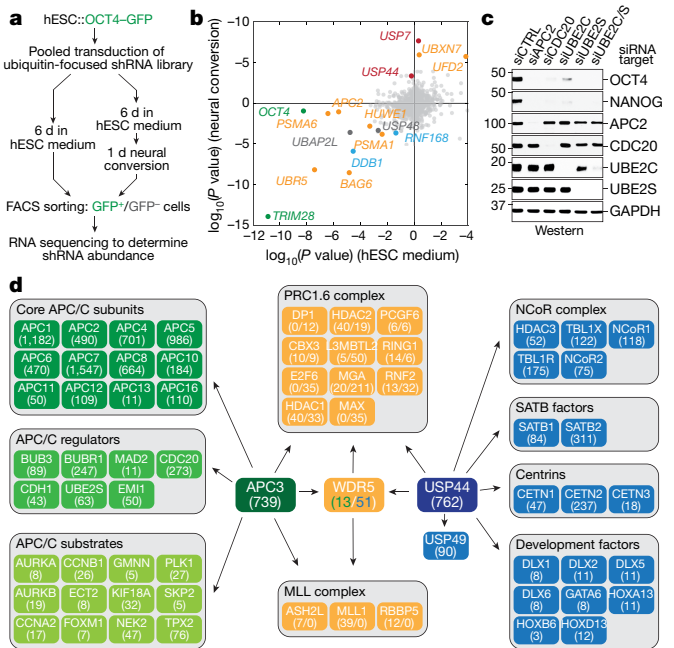 a
hESC::OCT4–GFP
Pooled transduction of
ubiquitin-focused shRNA library
6 d in
hESC medium
6 d in
hESC medium
1 d neural
conversion
FACS sorting: GFP⁺/GFP⁻ cells
RNA sequencing to determine
shRNA abundance
b
log₁₀(P value) (neural conversion)
10
5
0
−5
−10
−15
−12 −10 −8 −6 −4 −2 0 2 4
log₁₀(P value) (hESC medium)
USP7
UBXN7
UFD2
USP44
OCT4
APC2
PSMA6
HUWE1
USP48
UBAP2L
PSMA1
RNF168
DDB1
UBR5
BAG6
TRIM28
c
siCTRL
siAPC2
siCDC20
siUBE2C
siUBE2S
siUBE2C/S
siRNA
target
50
OCT4
50
NANOG
100
APC2
50
CDC20
20
UBE2C
25
UBE2S
37
GAPDH
Western
d
Core APC/C subunits
APC1 APC2 APC4 APC5
(1,182) (490) (701) (986)
APC6 APC7 APC8 APC10
(470) (1,547) (664) (184)
APC11 APC12 APC13 APC16
(50) (109) (11) (110)
APC/C regulators
BUB3 BUBR1 MAD2 CDC20
(89) (247) (11) (273)
CDH1 UBE2S EMI1
(43) (63) (50)
APC/C substrates
AURKA CCNB1 GMNN PLK1
(8) (26) (5) (27)
AURKB ECT2 KIF18A SKP2
(19) (8) (32) (5)
CCNA2 FOXM1 NEK2 TPX2
(17) (7) (47) (76)
PRC1.6 complex
DP1 HDAC2 PCGF6
(0/12) (40/19) (6/6)
CBX3 L3MBTL2 RING1
(10/9) (5/50) (14/6)
E2F6 MGA RNF2
(0/35) (20/211) (13/32)
HDAC1 MAX
(40/33) (0/35)
APC3
(739)
WDR5
(13/51)
USP44
(762)
USP49
(90)
MLL complex
ASH2L MLL1 RBBP5
(7/0) (39/0) (12/0)
NCoR complex
HDAC3 TBL1X NCoR1
(52) (122) (118)
TBL1R NCoR2
(175) (75)
SATB factors
SATB1 SATB2
(84) (311)
Centrins
CETN1 CETN2 CETN3
(47) (237) (18)
Development factors
DLX1 DLX2 DLX5
(8) (11) (11)
DLX6 GATA6 HOXA13
(8) (8) (11)
HOXB6 HOXD13
(3) (12)